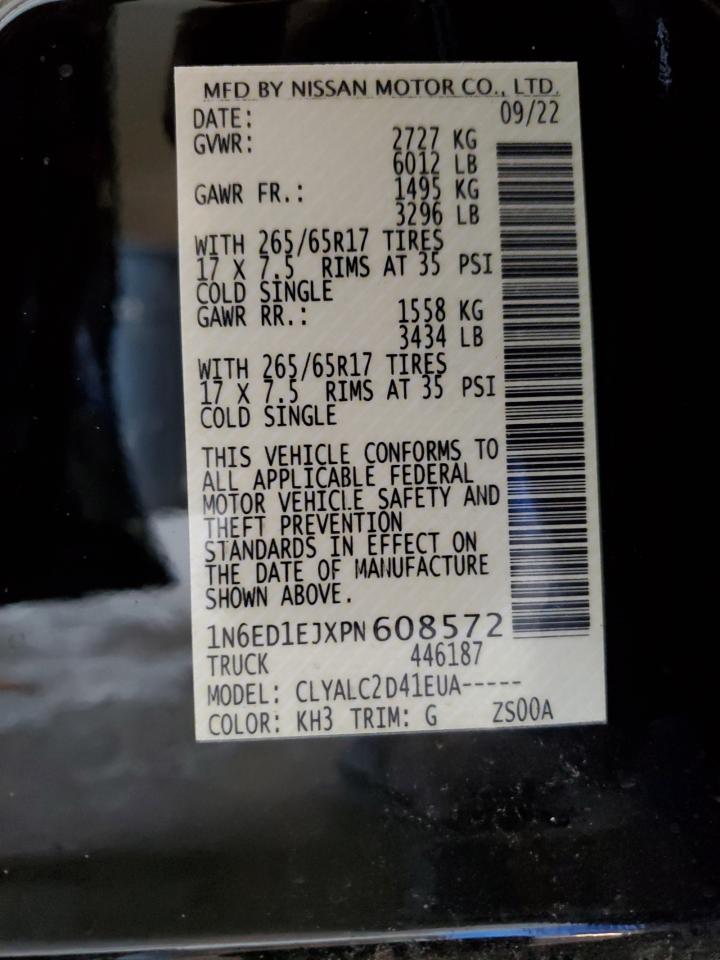 MFD BY NISSAN MOTOR CO., LTD.
DATE: 09/22
GVWR: 2727 KG
6012 LB
GAWR FR.: 1495 KG
3296 LB
WITH 265/65R17 TIRES
17 X 7.5 RIMS AT 35 PSI
COLD SINGLE
GAWR RR.: 1558 KG
3434 LB
WITH 265/65R17 TIRES
17 X 7.5 RIMS AT 35 PSI
COLD SINGLE
THIS VEHICLE CONFORMS TO
ALL APPLICABLE FEDERAL
MOTOR VEHICLE SAFETY AND
THEFT PREVENTION
STANDARDS IN EFFECT ON
THE DATE OF MANUFACTURE
SHOWN ABOVE.
1N6ED1EJXPN608572
TRUCK 446187
MODEL: CLYALC2D41EUA-----
COLOR: KH3 TRIM: G ZS00A